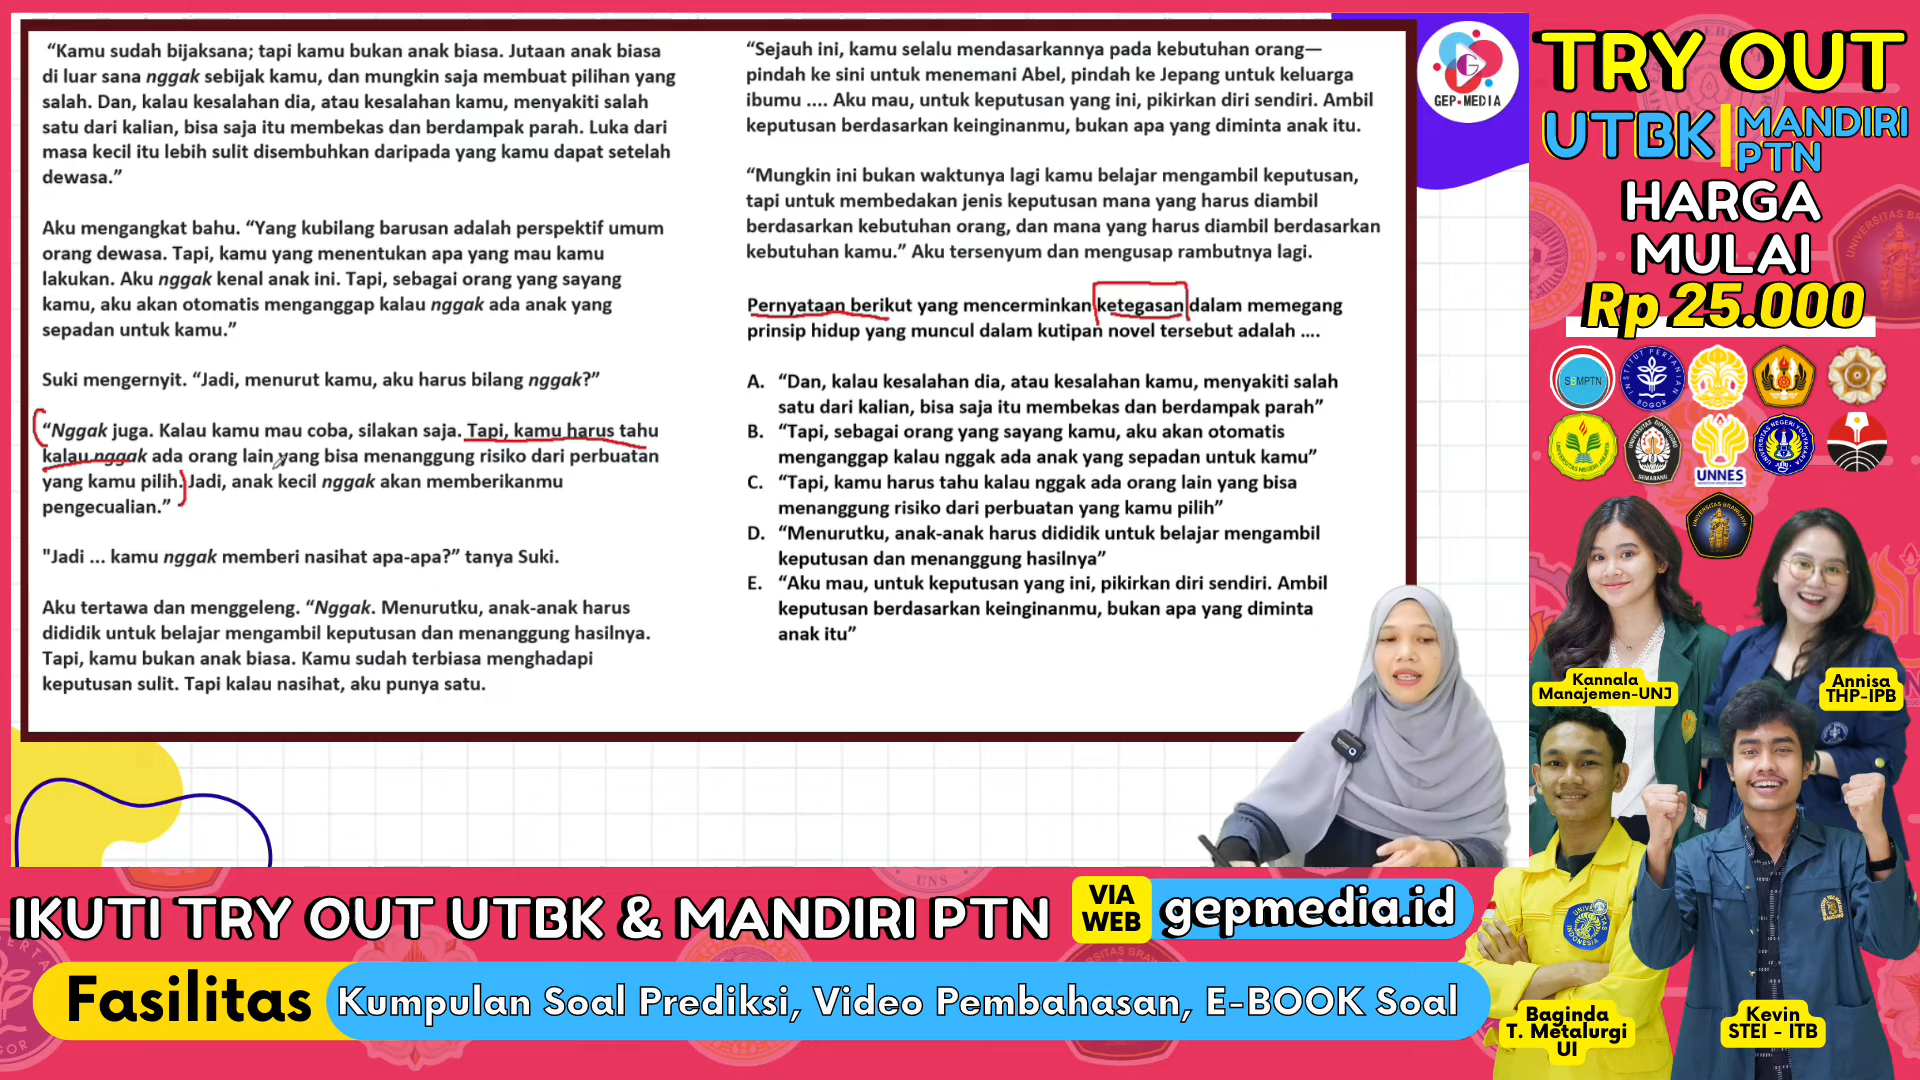 “Kamu sudah bijaksana; tapi kamu bukan anak biasa. Jutaan anak biasa
di luar sana nggak sebijak kamu, dan mungkin saja membuat pilihan yang
salah. Dan, kalau kesalahan dia, atau kesalahan kamu, menyakiti salah
satu dari kalian, bisa saja itu membekas dan berdampak parah. Luka dari
masa kecil itu lebih sulit disembuhkan daripada yang kamu dapat setelah
dewasa.”
Aku mengangkat bahu. “Yang kubilang barusan adalah perspektif umum
orang dewasa. Tapi, kamu yang menentukan apa yang mau kamu
lakukan. Aku nggak kenal anak ini. Tapi, sebagai orang yang sayang
kamu, aku akan otomatis menganggap kalau nggak ada anak yang
sepadan untuk kamu.”
Suki mengernyit. “Jadi, menurut kamu, aku harus bilang nggak?”
“Nggak juga. Kalau kamu mau coba, silakan saja. Tapi, kamu harus tahu
kalau nggak ada orang lain yang bisa menanggung risiko dari perbuatan
yang kamu pilih. Jadi, anak kecil nggak akan memberikanmu
pengecualian.”
"Jadi ... kamu nggak memberi nasihat apa-apa?” tanya Suki.
Aku tertawa dan menggeleng. “Nggak. Menurutku, anak-anak harus
dididik untuk belajar mengambil keputusan dan menanggung hasilnya.
Tapi, kamu bukan anak biasa. Kamu sudah terbiasa menghadapi
keputusan sulit. Tapi kalau nasihat, aku punya satu.
“Sejauh ini, kamu selalu mendasarkannya pada kebutuhan orang—
pindah ke sini untuk menemani Abel, pindah ke Jepang untuk keluarga
ibumu .... Aku mau, untuk keputusan yang ini, pikirkan diri sendiri. Ambil
keputusan berdasarkan keinginanmu, bukan apa yang diminta anak itu.
“Mungkin ini bukan waktunya lagi kamu belajar mengambil keputusan,
tapi untuk membedakan jenis keputusan mana yang harus diambil
berdasarkan kebutuhan orang, dan mana yang harus diambil berdasarkan
kebutuhan kamu.” Aku tersenyum dan mengusap rambutnya lagi.
Pernyataan berikut yang mencerminkan ketegasan dalam memegang
prinsip hidup yang muncul dalam kutipan novel tersebut adalah ....
A. “Dan, kalau kesalahan dia, atau kesalahan kamu, menyakiti salah
satu dari kalian, bisa saja itu membekas dan berdampak parah”
B. “Tapi, sebagai orang yang sayang kamu, aku akan otomatis
menganggap kalau nggak ada anak yang sepadan untuk kamu”
C. “Tapi, kamu harus tahu kalau nggak ada orang lain yang bisa
menanggung risiko dari perbuatan yang kamu pilih”
D. “Menurutku, anak-anak harus dididik untuk belajar mengambil
keputusan dan menanggung hasilnya”
E. “Aku mau, untuk keputusan yang ini, pikirkan diri sendiri. Ambil
keputusan berdasarkan keinginanmu, bukan apa yang diminta
anak itu”
G
GEP MEDIA
TRY OUT
UTBK | MANDIRI PTN
HARGA
MULAI
Rp 25.000
SBMPTN
INSTITUT PERTANIAN
BOGOR
UNIVERSITAS DIPONEGORO
SEMARANG
UNNES
UNIVERSITAS NEGERI YOGYAKARTA
UNIVERSITAS BRAWIJAYA
Kannala
Manajemen-UNJ
Annisa
THP-IPB
Baginda
T. Metalurgi
UI
Kevin
STEI - ITB
IKUTI TRY OUT UTBK & MANDIRI PTN
VIA
WEB
gepmedia.id
Fasilitas
Kumpulan Soal Prediksi, Video Pembahasan, E-BOOK Soal
UNS